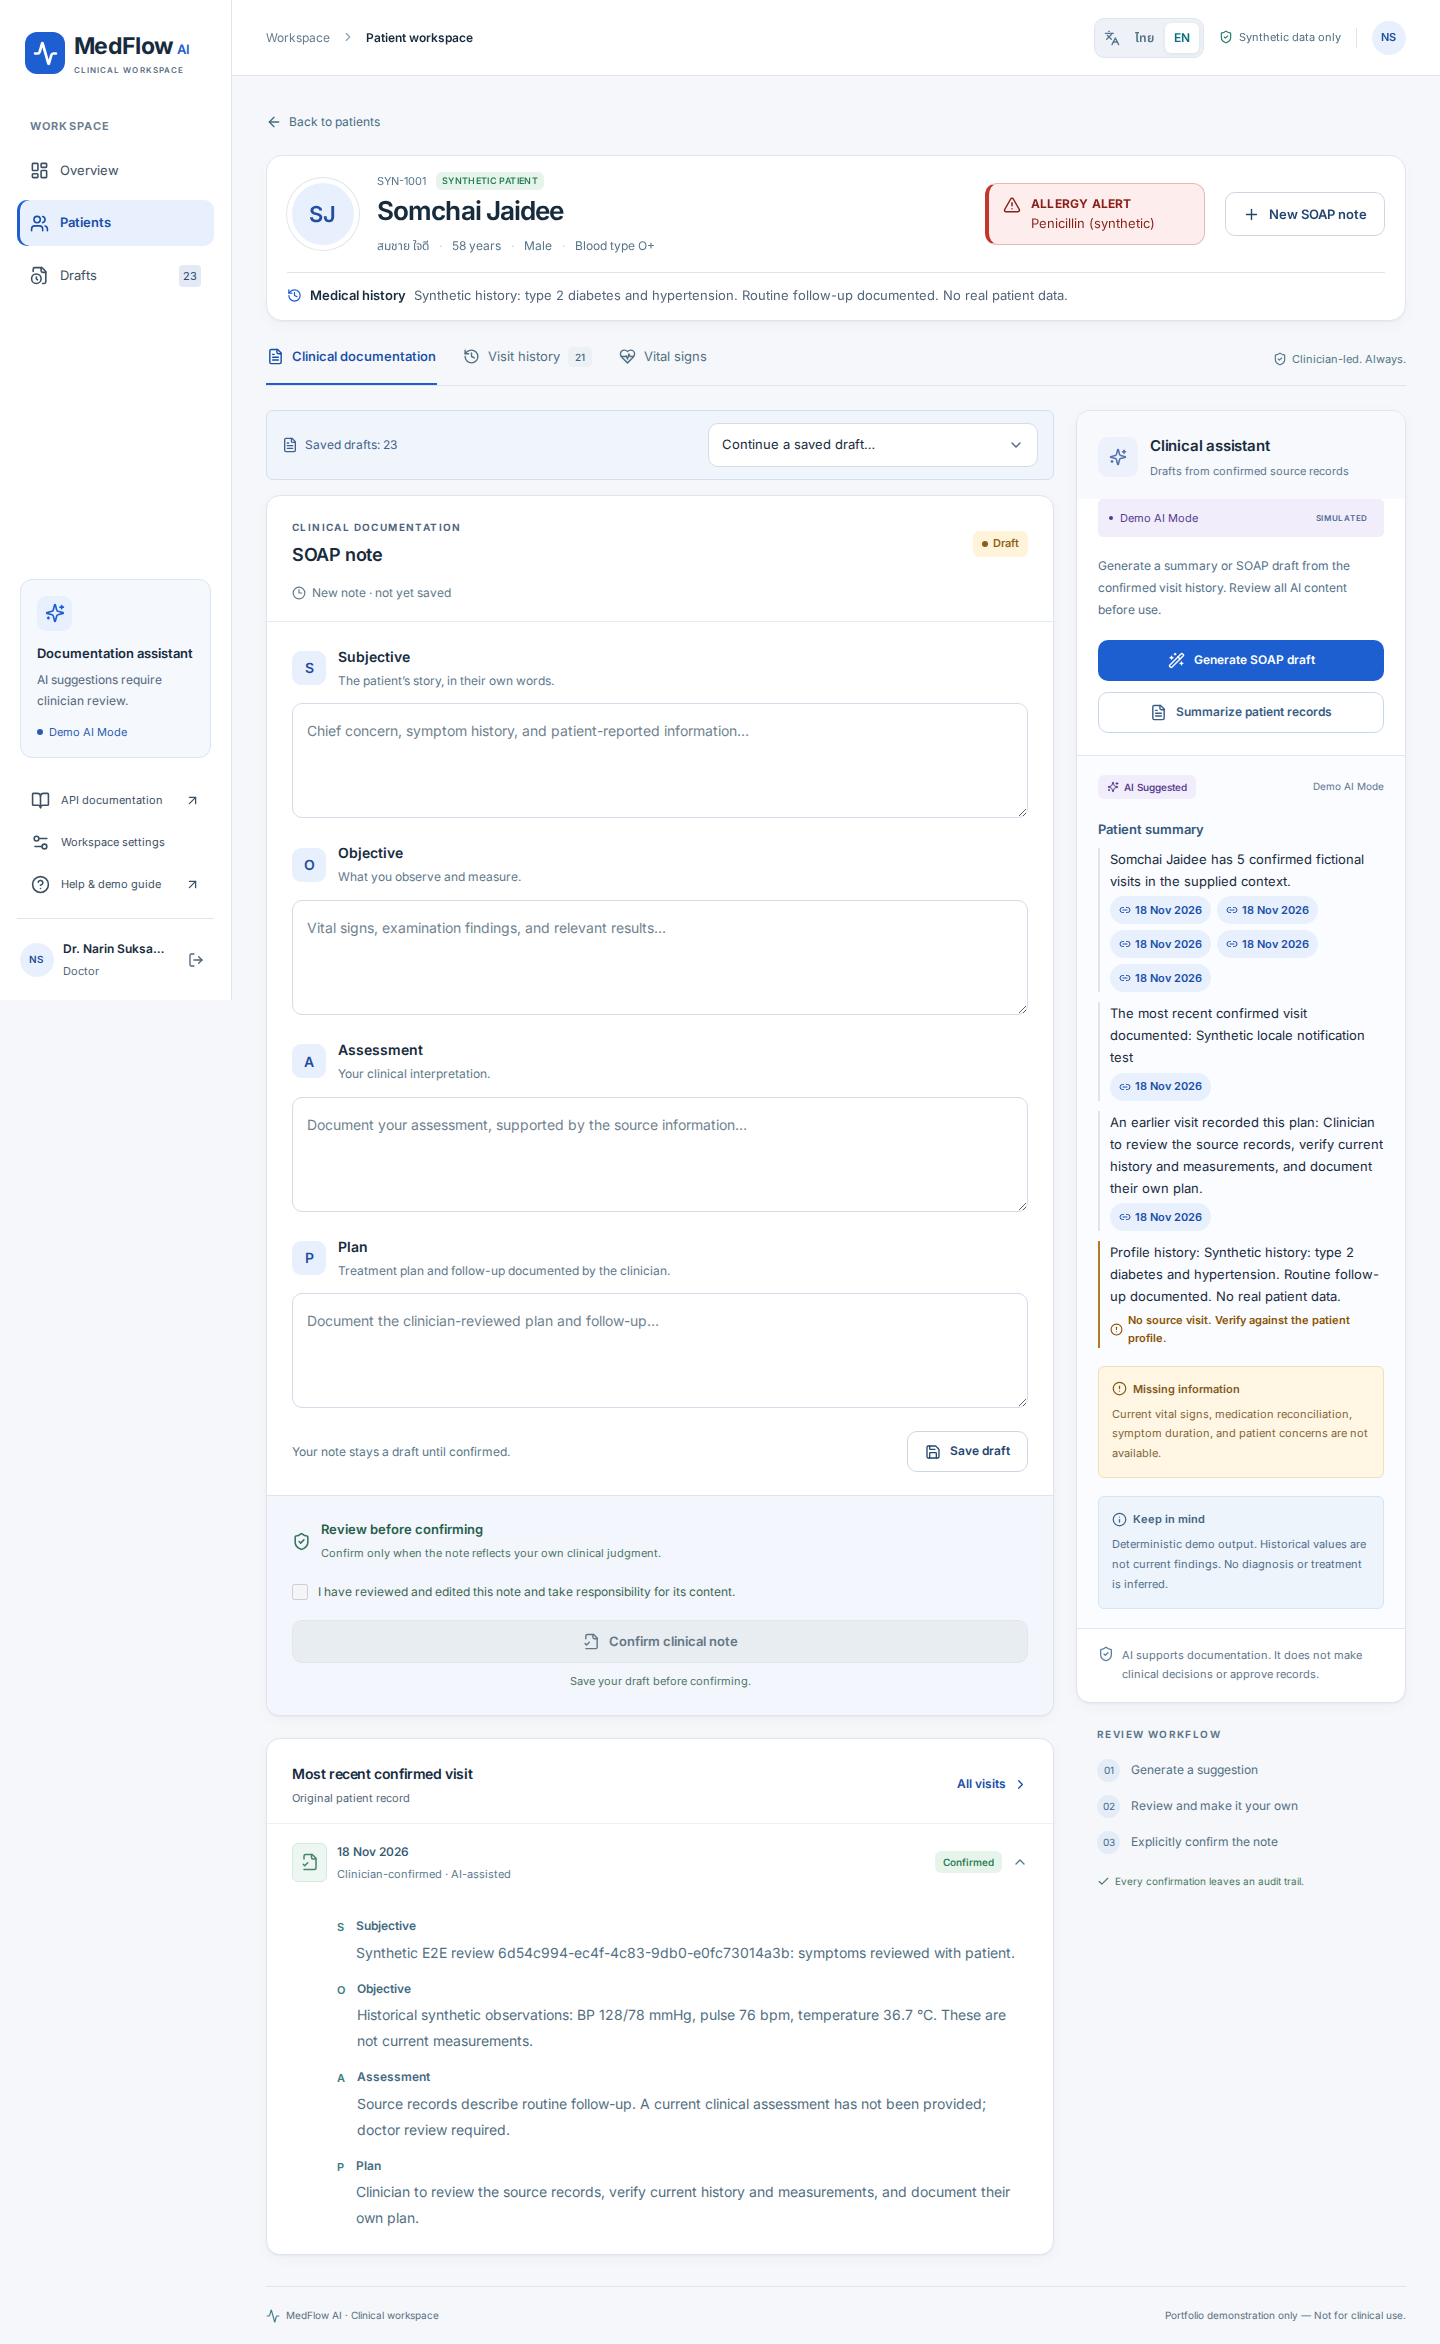 MedFlow AI
CLINICAL WORKSPACE
WORKSPACE
Overview
Patients
Drafts 23
Documentation assistant
AI suggestions require
clinician review.
Demo AI Mode
API documentation
Workspace settings
Help & demo guide
NS Dr. Narin Suksa...
Doctor
Workspace > Patient workspace
ไทย EN Synthetic data only NS
Back to patients
SJ
SYN-1001 SYNTHETIC PATIENT
Somchai Jaidee
สมชาย ใจดี · 58 years · Male · Blood type O+
ALLERGY ALERT
Penicillin (synthetic)
New SOAP note
Medical history Synthetic history: type 2 diabetes and hypertension. Routine follow-up documented. No real patient data.
Clinical documentation Visit history 21 Vital signs
Clinician-led. Always.
Saved drafts: 23 Continue a saved draft...
CLINICAL DOCUMENTATION
SOAP note
Draft
New note · not yet saved
S Subjective
The patient's story, in their own words.
Chief concern, symptom history, and patient-reported information...
O Objective
What you observe and measure.
Vital signs, examination findings, and relevant results...
A Assessment
Your clinical interpretation.
Document your assessment, supported by the source information...
P Plan
Treatment plan and follow-up documented by the clinician.
Document the clinician-reviewed plan and follow-up...
Your note stays a draft until confirmed. Save draft
Review before confirming
Confirm only when the note reflects your own clinical judgment.
I have reviewed and edited this note and take responsibility for its content.
Confirm clinical note
Save your draft before confirming.
Most recent confirmed visit
Original patient record
All visits
18 Nov 2026
Clinician-confirmed · AI-assisted
Confirmed
S Subjective
Synthetic E2E review 6d54c994-ec4f-4c83-9db0-e0fc73014a3b: symptoms reviewed with patient.
O Objective
Historical synthetic observations: BP 128/78 mmHg, pulse 76 bpm, temperature 36.7 °C. These are
not current measurements.
A Assessment
Source records describe routine follow-up. A current clinical assessment has not been provided;
doctor review required.
P Plan
Clinician to review the source records, verify current history and measurements, and document their
own plan.
Clinical assistant
Drafts from confirmed source records
Demo AI Mode SIMULATED
Generate a summary or SOAP draft from the
confirmed visit history. Review all AI content
before use.
Generate SOAP draft
Summarize patient records
AI Suggested Demo AI Mode
Patient summary
Somchai Jaidee has 5 confirmed fictional
visits in the supplied context.
18 Nov 2026 18 Nov 2026
18 Nov 2026 18 Nov 2026
18 Nov 2026
The most recent confirmed visit
documented: Synthetic locale notification
test
18 Nov 2026
An earlier visit recorded this plan: Clinician
to review the source records, verify current
history and measurements, and document
their own plan.
18 Nov 2026
Profile history: Synthetic history: type 2
diabetes and hypertension. Routine follow-
up documented. No real patient data.
No source visit. Verify against the patient
profile.
Missing information
Current vital signs, medication reconciliation,
symptom duration, and patient concerns are not
available.
Keep in mind
Deterministic demo output. Historical values are
not current findings. No diagnosis or treatment
is inferred.
AI supports documentation. It does not make
clinical decisions or approve records.
REVIEW WORKFLOW
01 Generate a suggestion
02 Review and make it your own
03 Explicitly confirm the note
Every confirmation leaves an audit trail.
MedFlow AI · Clinical workspace
Portfolio demonstration only — Not for clinical use.